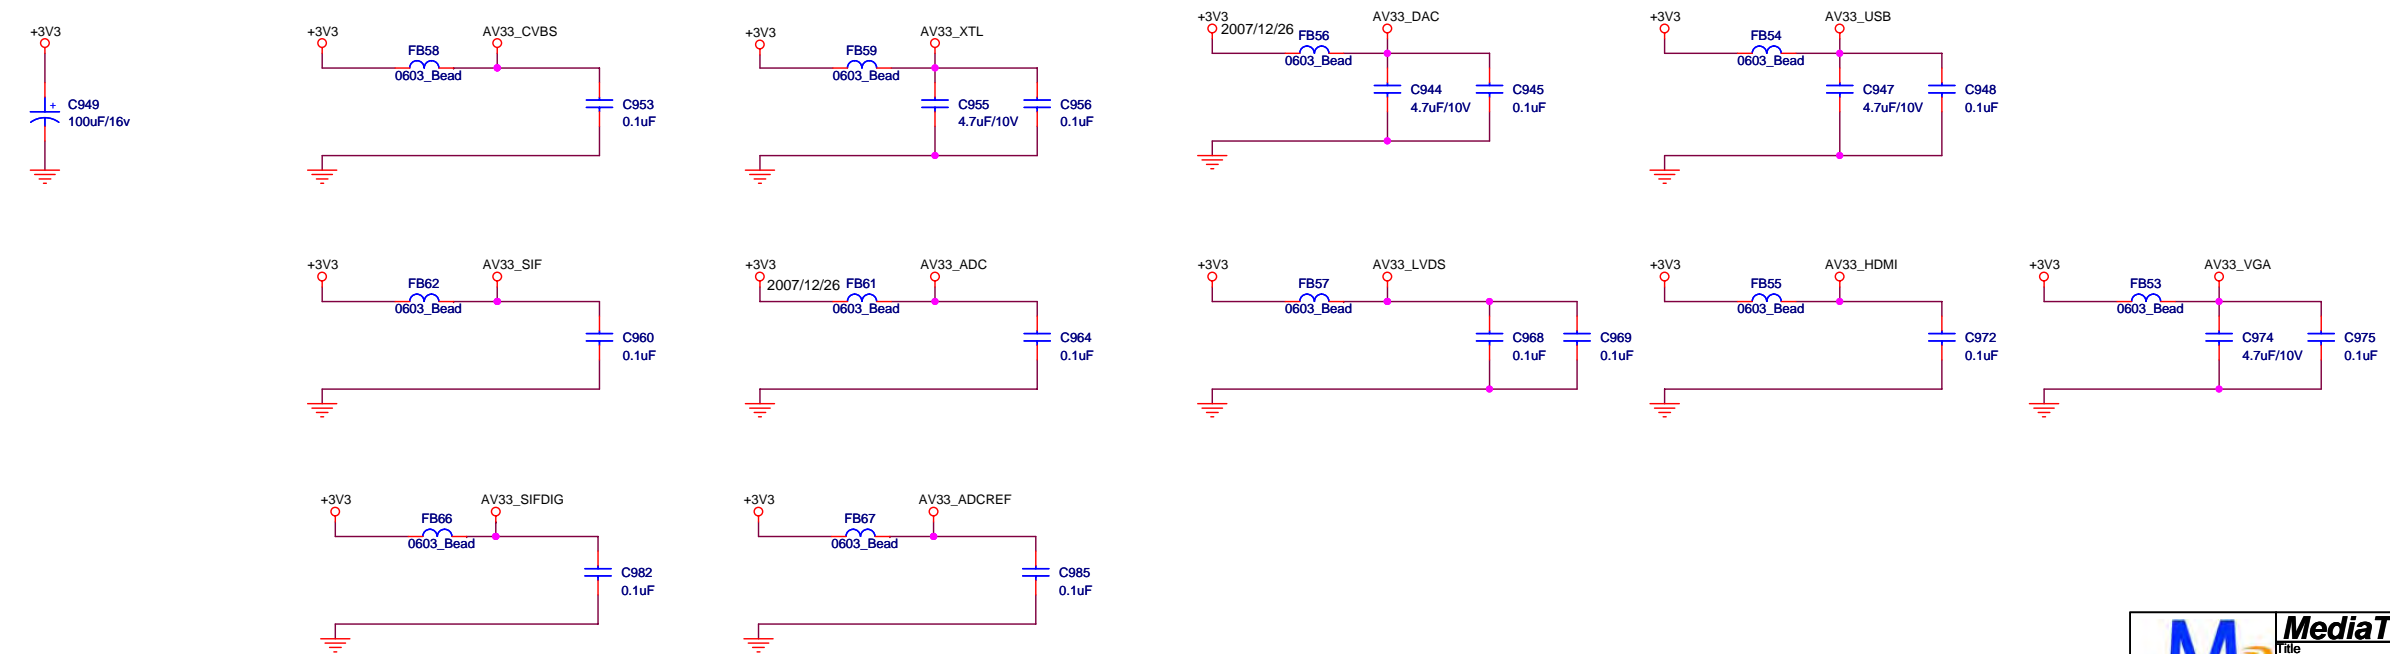 +3V3
C949
100uF/16v
+3V3
AV33_CVBS
FB58
0603_Bead
C953
0.1uF
+3V3
AV33_XTL
FB59
0603_Bead
C955
4.7uF/10V
C956
0.1uF
+3V3
2007/12/26
AV33_DAC
FB56
0603_Bead
C944
4.7uF/10V
C945
0.1uF
+3V3
AV33_USB
FB54
0603_Bead
C947
4.7uF/10V
C948
0.1uF
+3V3
AV33_SIF
FB62
0603_Bead
C960
0.1uF
+3V3
2007/12/26
AV33_ADC
FB61
0603_Bead
C964
0.1uF
+3V3
AV33_LVDS
FB57
0603_Bead
C968
0.1uF
C969
0.1uF
+3V3
AV33_HDMI
FB55
0603_Bead
C972
0.1uF
+3V3
AV33_VGA
FB53
0603_Bead
C974
4.7uF/10V
C975
0.1uF
+3V3
AV33_SIFDIG
FB66
0603_Bead
C982
0.1uF
+3V3
AV33_ADCREF
FB67
0603_Bead
C985
0.1uF
MediaT
Title